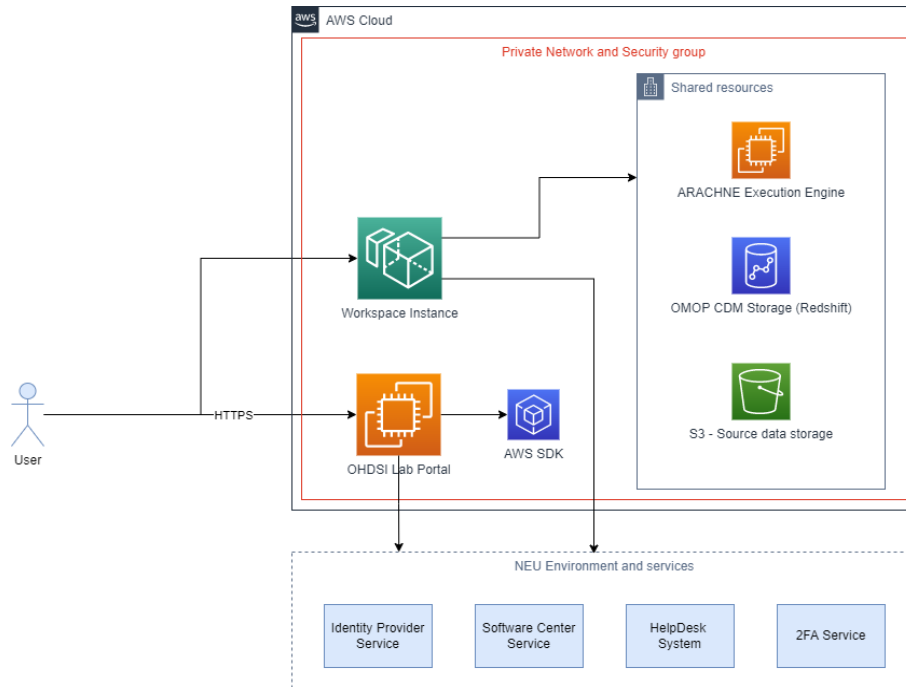 aws
AWS Cloud
Private Network and Security group
Shared resources
ARACHNE Execution Engine
OMOP CDM Storage (Redshift)
S3 - Source data storage
Workspace Instance
HTTPS
OHDSI Lab Portal
AWS SDK
User
NEU Environment and services
Identity Provider
Service
Software Center
Service
HelpDesk
System
2FA Service